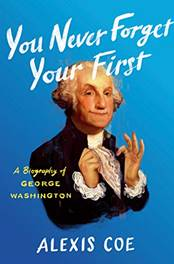 You Never Forget
Your First
A Biography of
GEORGE
WASHINGTON
ALEXIS COE